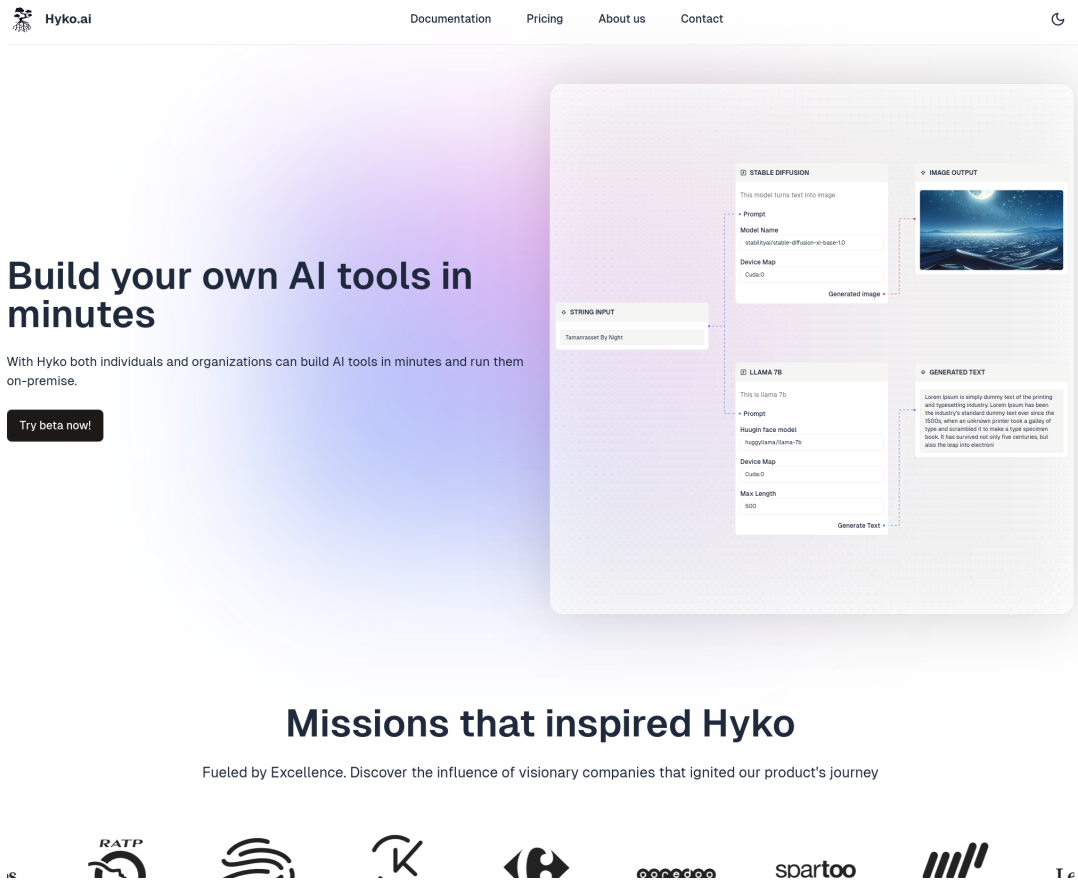 Hyko.ai
Documentation
Pricing
About us
Contact
Build your own AI tools in
minutes
With Hyko both individuals and organizations can build AI tools in minutes and run them
on-premise.
Try beta now!
STRING INPUT
Tamanrasset By Night
STABLE DIFFUSION
This model turns text into image
Prompt
Model Name
stabilityai/stable-diffusion-xl-base-1.0
Device Map
Cuda:0
Generated image
IMAGE OUTPUT
LLAMA 7B
This is llama 7b
Prompt
Huugin face model
huggyllama/llama-7b
Device Map
Cuda:0
Max Length
500
Generate Text
GENERATED TEXT
Lorem Ipsum is simply dummy text of the printing
and typesetting industry. Lorem Ipsum has been
the industry's standard dummy text ever since the
1500s, when an unknown printer took a galley of
type and scrambled it to make a type specimen
book. It has survived not only five centuries, but
also the leap into electroni
Missions that inspired Hyko
Fueled by Excellence. Discover the influence of visionary companies that ignited our product's journey
RATP
ooredoo
spartoo